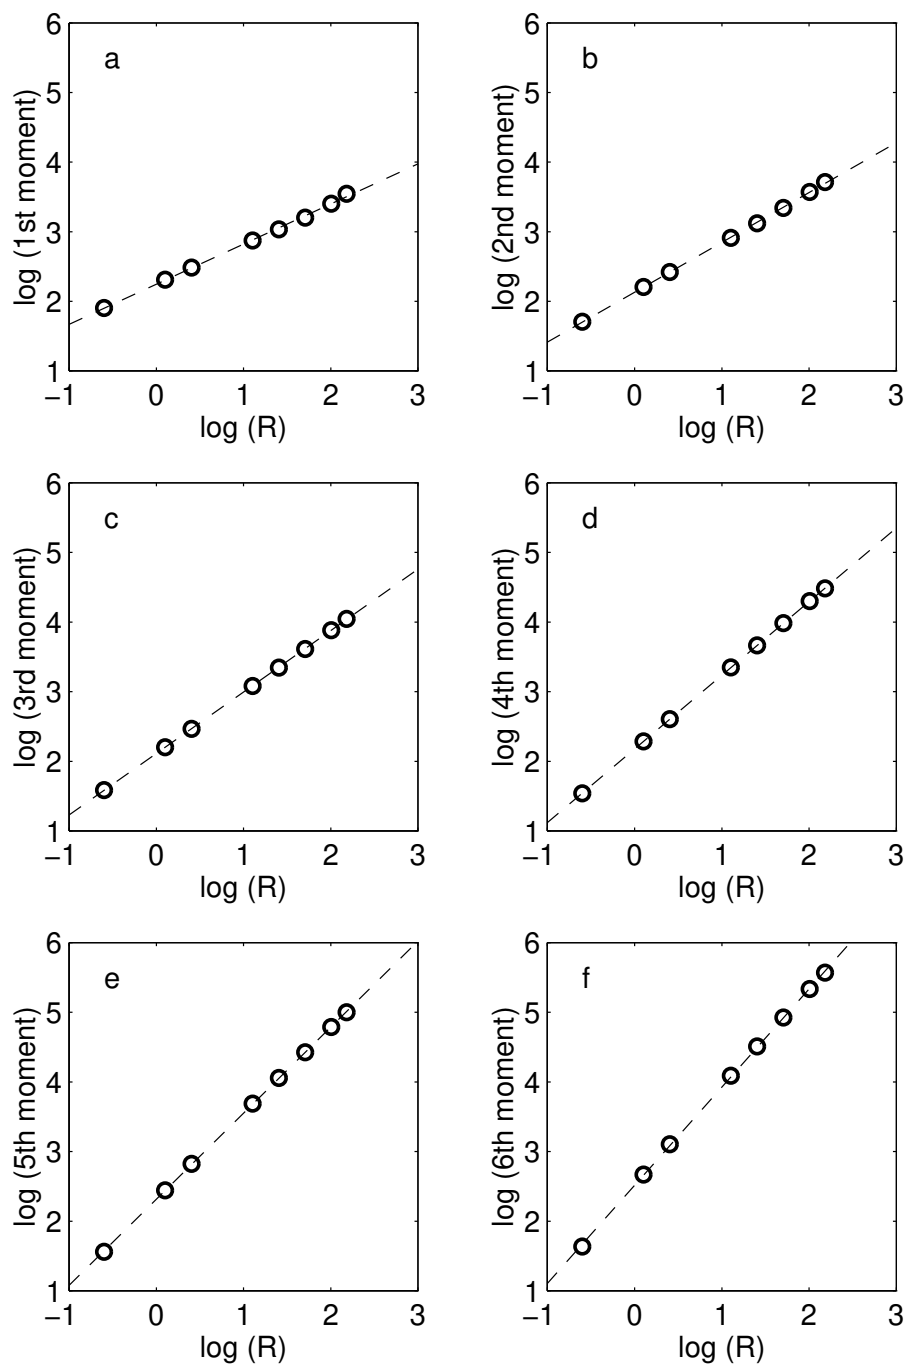 a
6
5
4
3
2
1
log (1st moment)
−1 0 1 2 3
log (R)
b
6
5
4
3
2
1
log (2nd moment)
−1 0 1 2 3
log (R)
c
6
5
4
3
2
1
log (3rd moment)
−1 0 1 2 3
log (R)
d
6
5
4
3
2
1
log (4th moment)
−1 0 1 2 3
log (R)
e
6
5
4
3
2
1
log (5th moment)
−1 0 1 2 3
log (R)
f
6
5
4
3
2
1
log (6th moment)
−1 0 1 2 3
log (R)